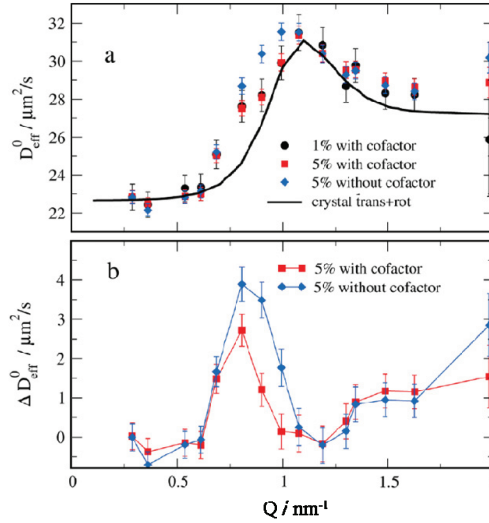 32
30
28
26
24
22
D⁰eff / μm²/s
a
1% with cofactor
5% with cofactor
5% without cofactor
crystal trans+rot
4
3
2
1
0
Δ D⁰eff / μm²/s
b
5% with cofactor
5% without cofactor
0
0.5
1
1.5
Q / nm⁻¹